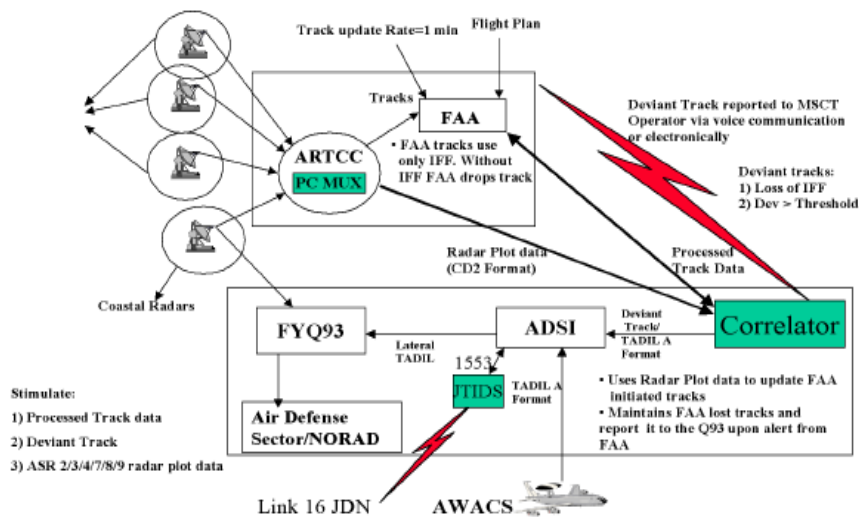 Track update Rate=1 min
Flight Plan
Tracks
FAA
ARTCC
PC MUX
• FAA tracks use
only IFF. Without
IFF FAA drops track
Deviant Track reported to MSCT
Operator via voice communication
or electronically
Deviant tracks:
1) Loss of IFF
2) Dev > Threshold
Radar Plot data
(CD2 Format)
Processed
Track Data
Coastal Radars
FYQ93
Lateral
TADIL
ADSI
Deviant
Track/
TADIL A
Format
Correlator
1553
JTIDS
TADIL A
Format
• Uses Radar Plot data to update FAA
initiated tracks
• Maintains FAA lost tracks and
report it to the Q93 upon alert from
FAA
Air Defense
Sector/NORAD
Stimulate:
1) Processed Track data
2) Deviant Track
3) ASR 2/3/4/7/8/9 radar plot data
Link 16 JDN
AWACS